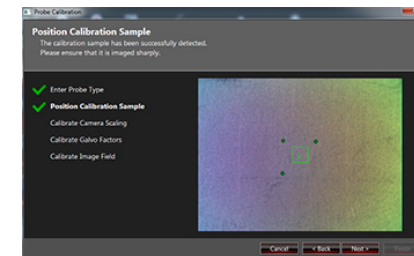 Probe Calibration
Position Calibration Sample
The calibration sample has been successfully detected.
Please ensure that it is imaged sharply.
Enter Probe Type
Position Calibration Sample
Calibrate Camera Scaling
Calibrate Galvo Factors
Calibrate Image Field
Cancel
< Back
Next >
Finish